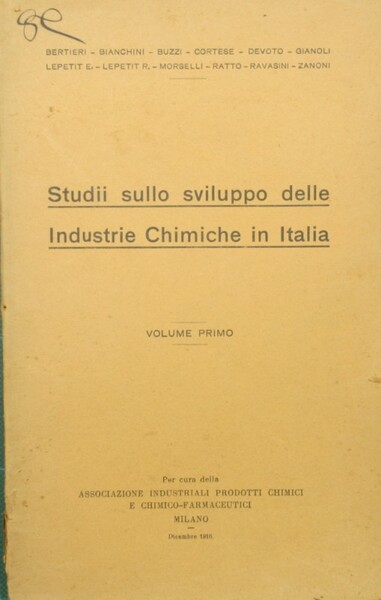 BERTIERI - BIANCHINI - BUZZI - CORTESE - DEVOTO - GIANOLI
LEPETIT E. - LEPETIT R. - MORSELLI - RATTO - RAVASINI - ZANONI
Studii sullo sviluppo delle
Industrie Chimiche in Italia
VOLUME PRIMO
Per cura della
ASSOCIAZIONE INDUSTRIALI PRODOTTI CHIMICI
E CHIMICO-FARMACEUTICI
MILANO
Dicembre